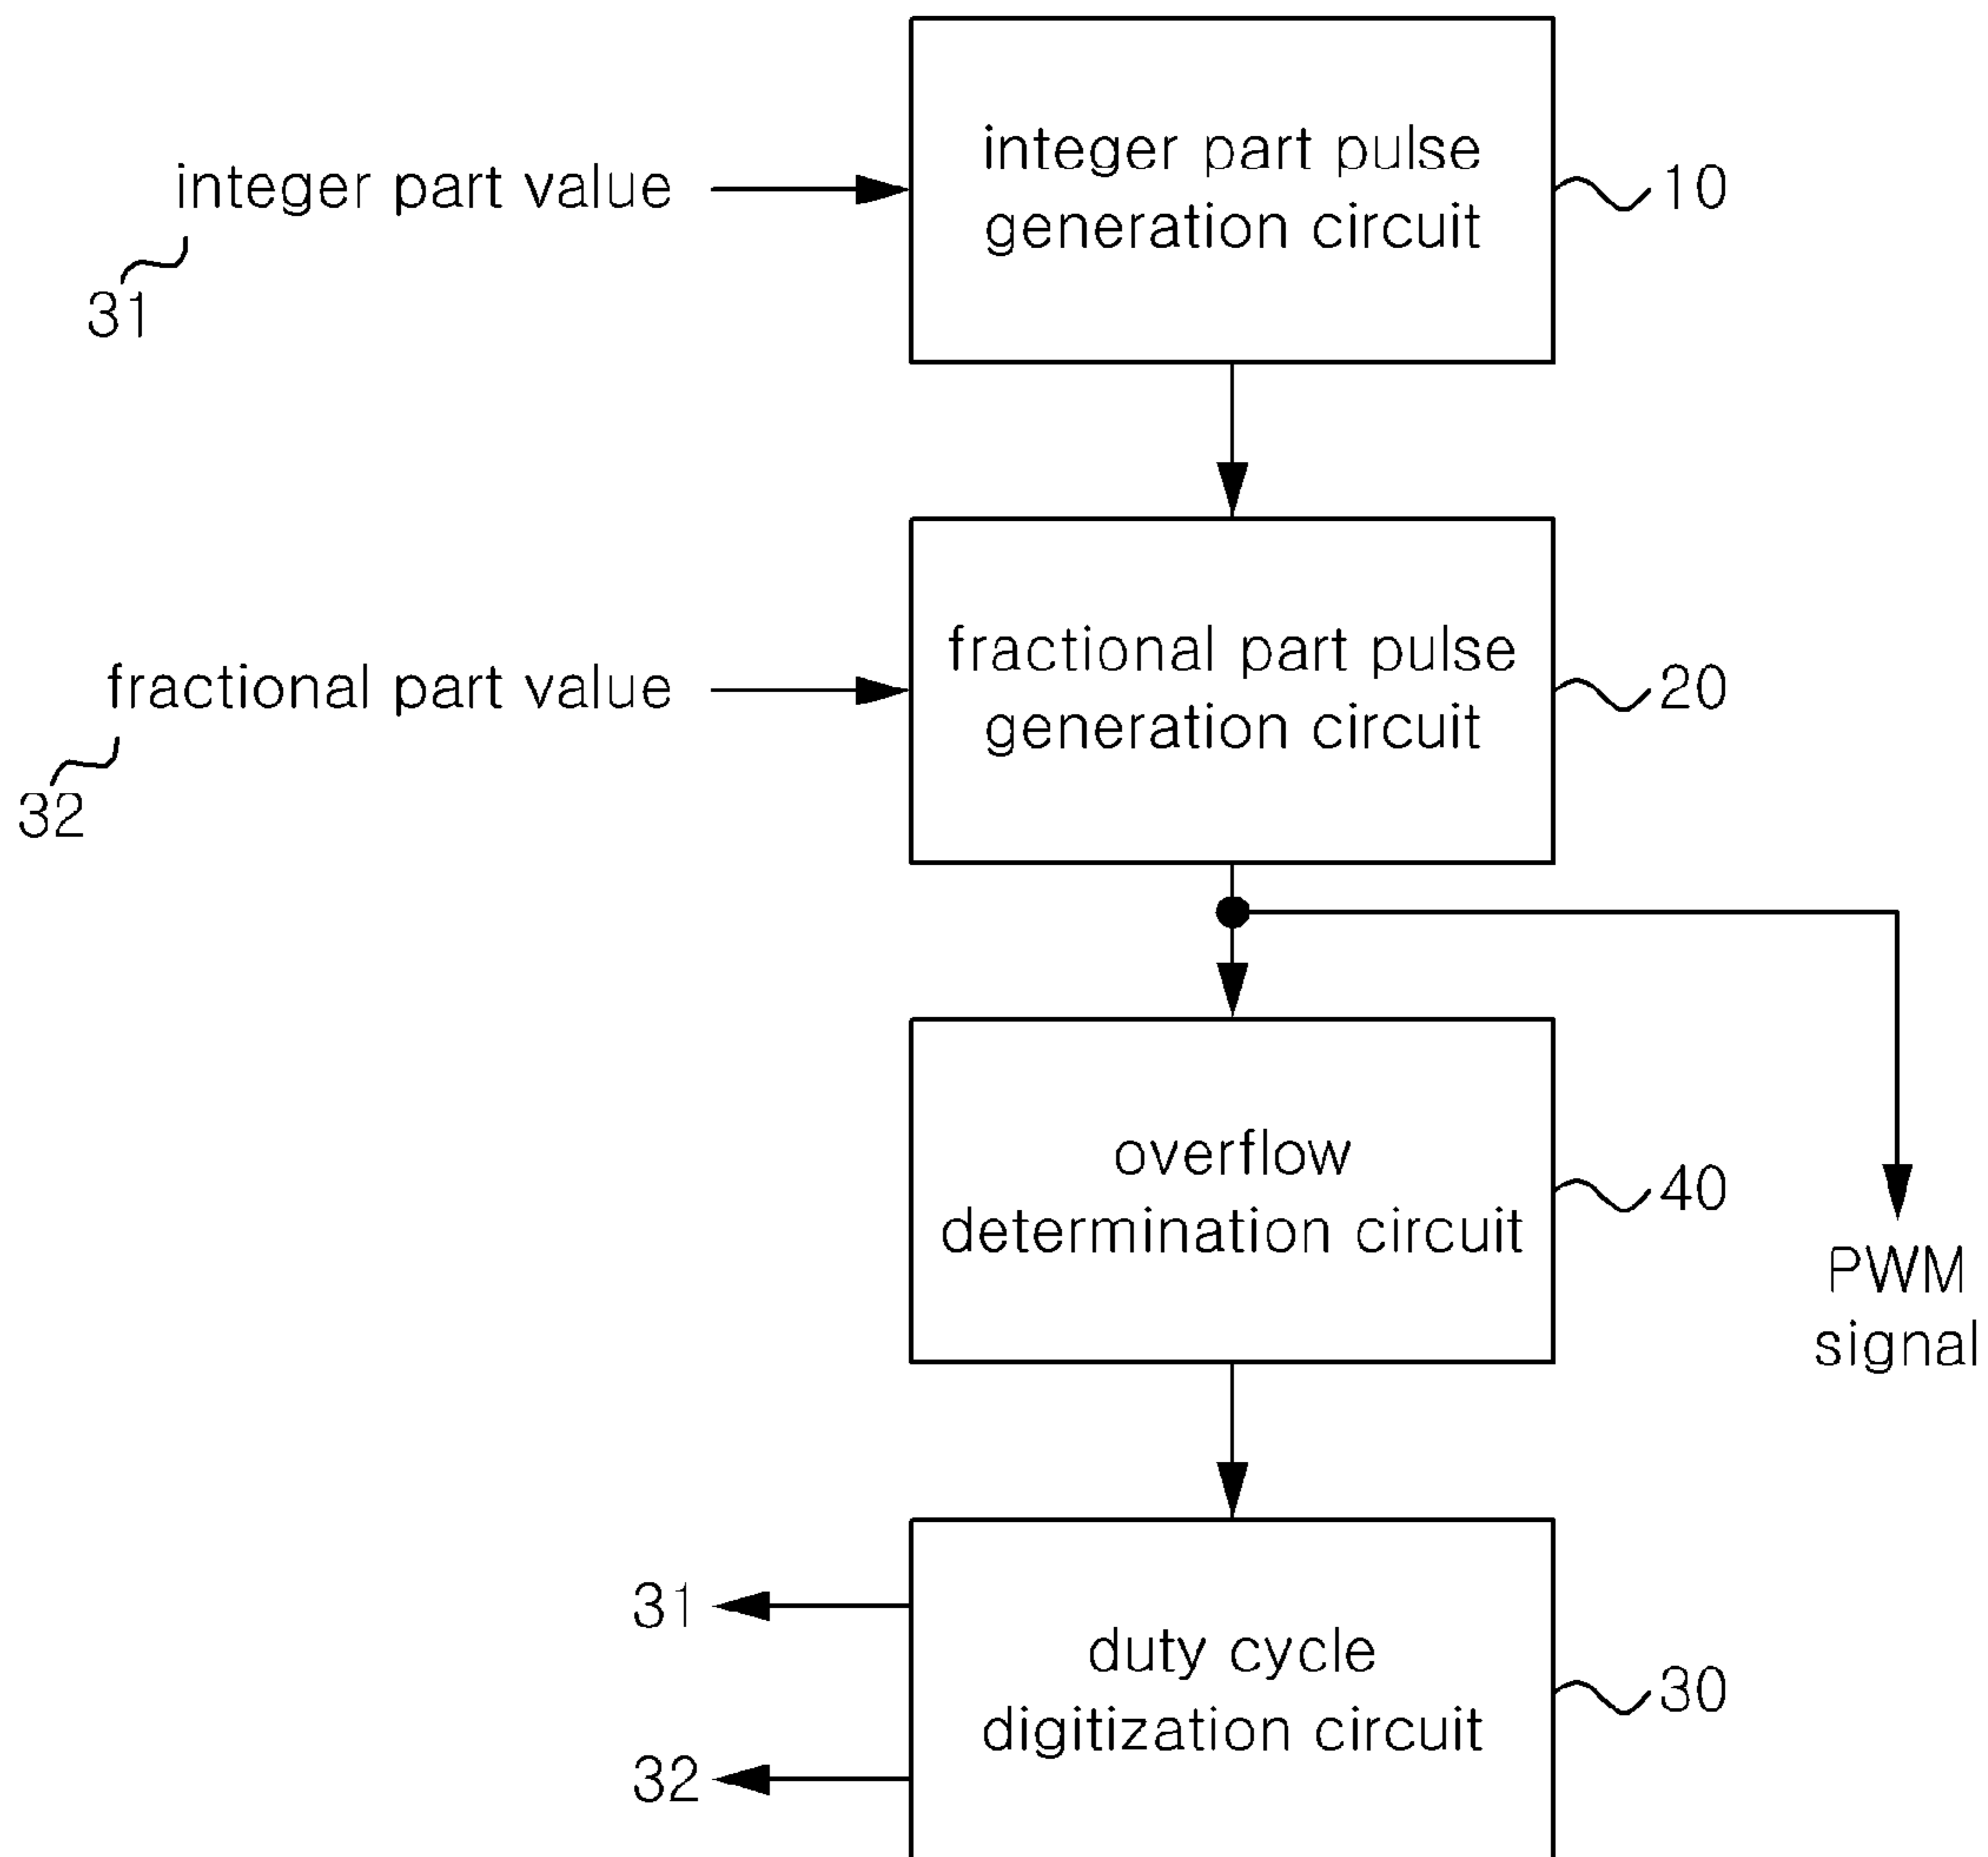 integer part pulse
generation circuit
10
integer part value
31
fractional part pulse
generation circuit
20
fractional part value
32
overflow
determination circuit
40
PWM
signal
31
duty cycle
digitization circuit
30
32